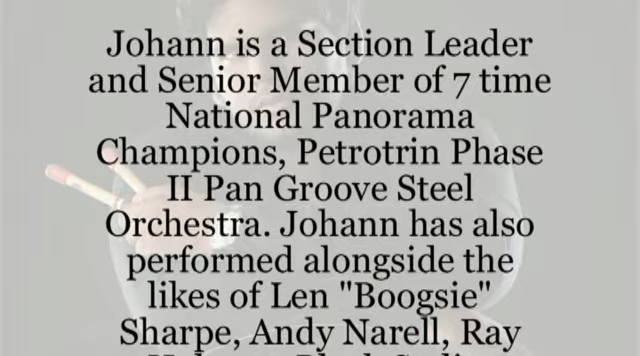 Johann is a Section Leader
and Senior Member of 7 time
National Panorama
Champions, Petrotrin Phase
II Pan Groove Steel
Orchestra. Johann has also
performed alongside the
likes of Len "Boogsie"
Sharpe, Andy Narell, Ray